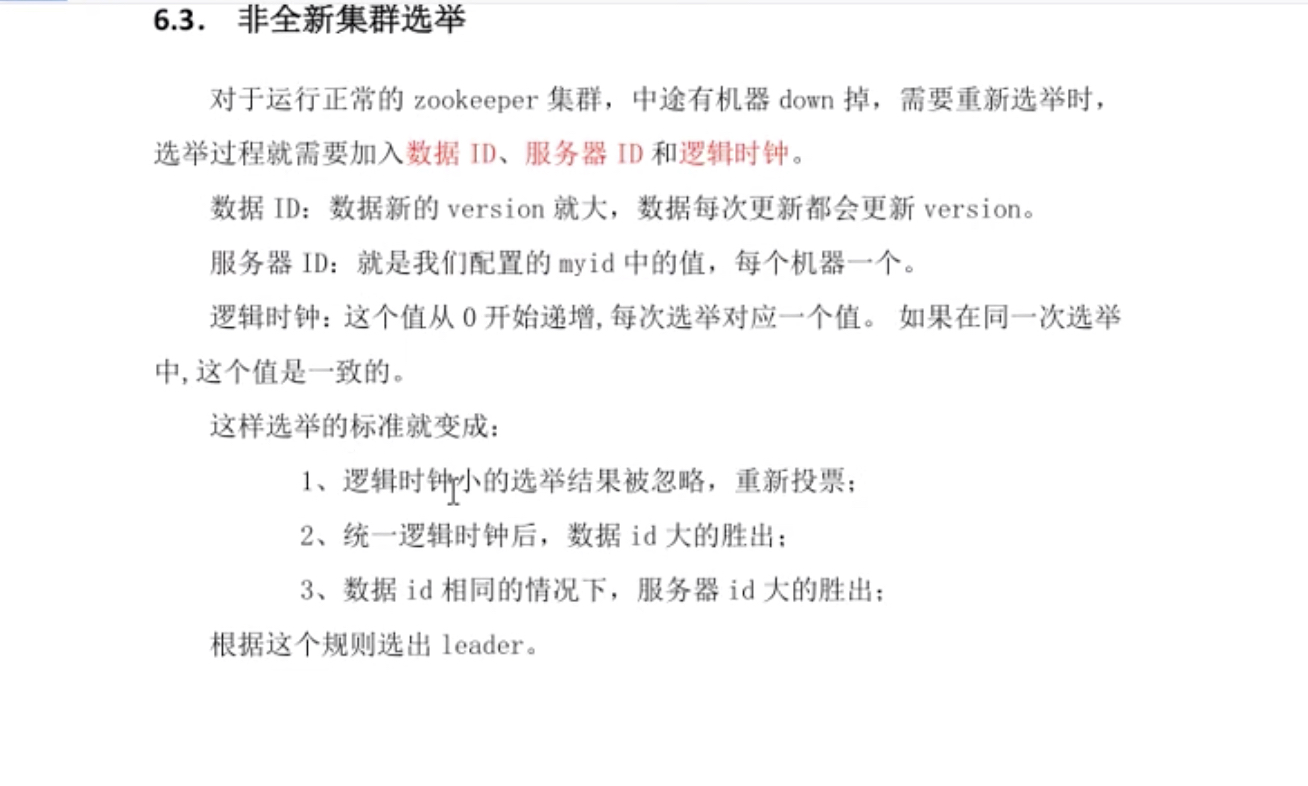 6.3. 非全新集群选举
对于运行正常的 zookeeper 集群，中途有机器 down 掉，需要重新选举时，
选举过程就需要加入数据 ID、服务器 ID 和逻辑时钟。
数据 ID：数据新的 version 就大，数据每次更新都会更新 version。
服务器 ID：就是我们配置的 myid 中的值，每个机器一个。
逻辑时钟：这个值从 0 开始递增,每次选举对应一个值。 如果在同一次选举
中,这个值是一致的。
这样选举的标准就变成：
1、逻辑时钟小的选举结果被忽略，重新投票；
2、统一逻辑时钟后，数据 id 大的胜出；
3、数据 id 相同的情况下，服务器 id 大的胜出；
根据这个规则选出 leader。